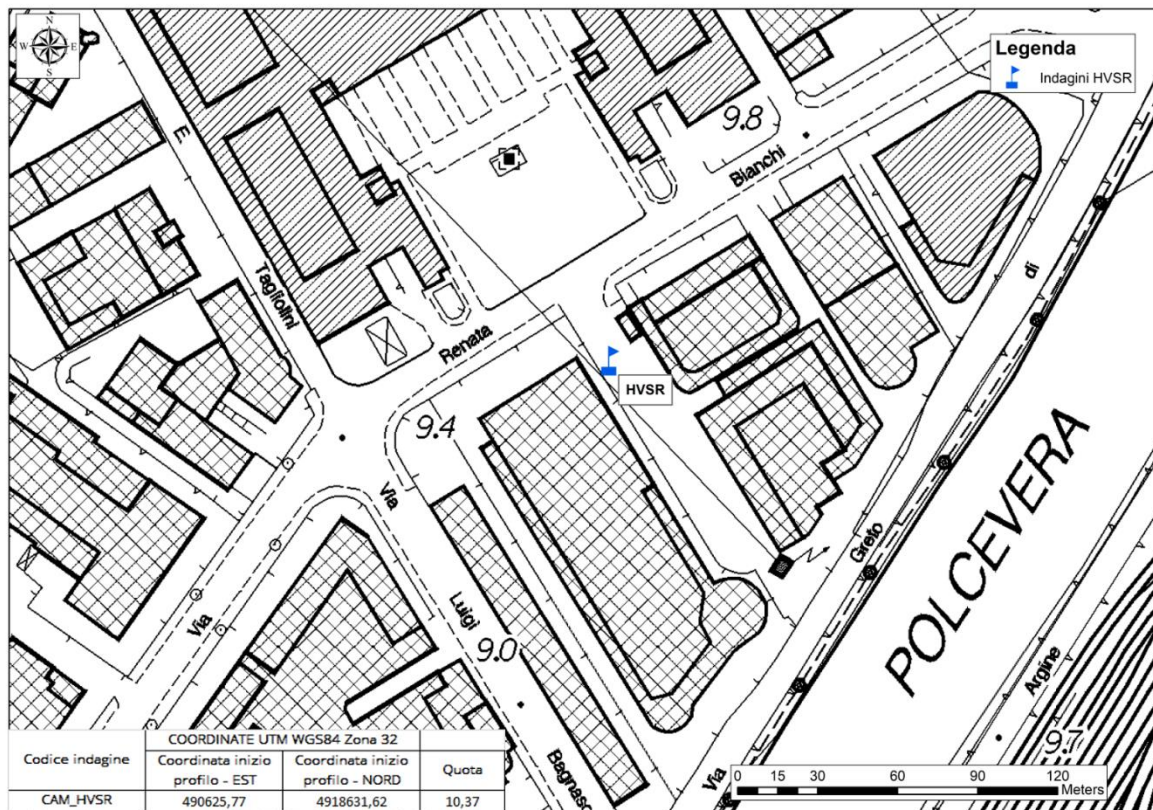 N
W E
S
Legenda
Indagini HVSR
E.
Tagliolini
9.8
Bianchi
di
Renata
HVSR
9.4
Via
POLCEVERA
Greto
N
Via
Luigi
9.0
Argine
9.7
Bagnasco
Via
COORDINATE UTM WGS84 Zona 32
Codice indagine
Coordinata inizio profilo - EST
Coordinata inizio profilo - NORD
Quota
CAM_HVSR 490625,77 4918631,62 10,37
0 15 30 60 90 120
Meters